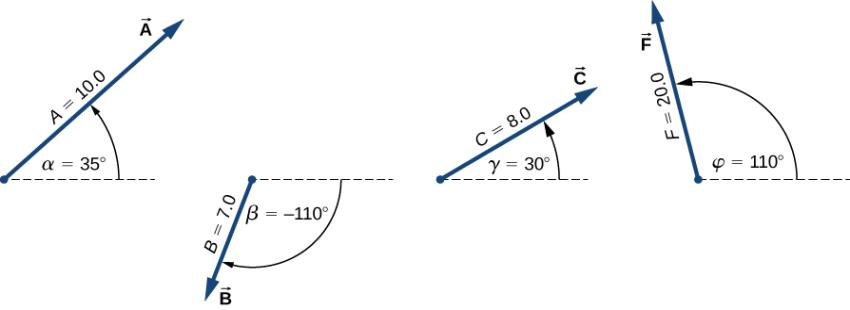 A⃗
A = 10.0
α = 35°
B = 7.0
β = –110°
B⃗
C⃗
C = 8.0
γ = 30°
F⃗
F = 20.0
φ = 110°